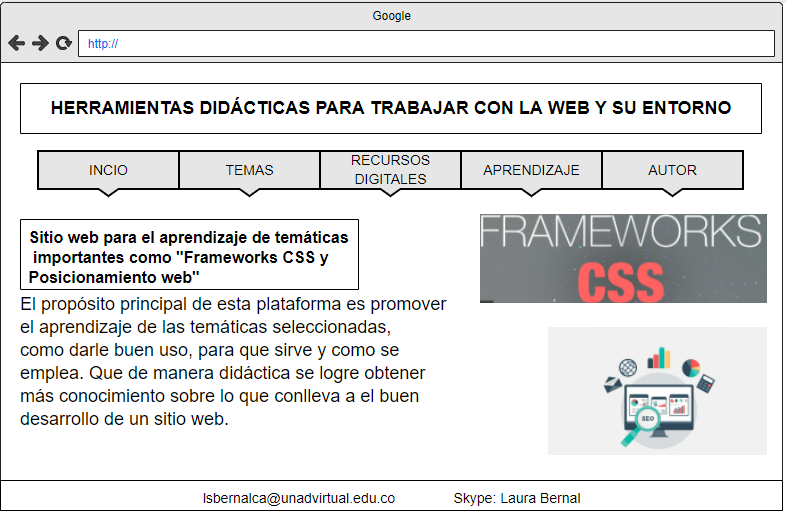 Google
http://
HERRAMIENTAS DIDÁCTICAS PARA TRABAJAR CON LA WEB Y SU ENTORNO
INCIO
TEMAS
RECURSOS
DIGITALES
APRENDIZAJE
AUTOR
Sitio web para el aprendizaje de temáticas
importantes como "Frameworks CSS y
Posicionamiento web"
El propósito principal de esta plataforma es promover
el aprendizaje de las temáticas seleccionadas,
como darle buen uso, para que sirve y como se
emplea. Que de manera didáctica se logre obtener
más conocimiento sobre lo que conlleva a el buen
desarrollo de un sitio web.
FRAMEWORKS
CSS
SEO
lsbernalca@unadvirtual.edu.co
Skype: Laura Bernal